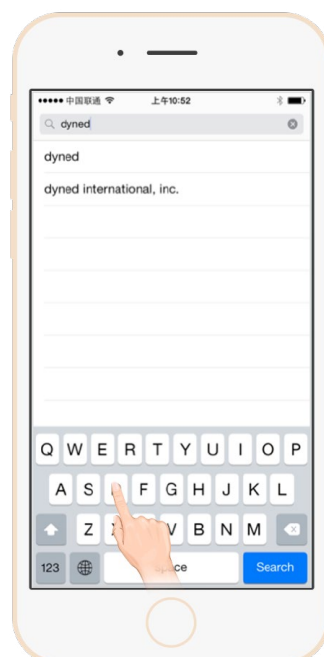 中国联通 上午10:52
dyned
dyned
dyned international, inc.
Q W E R T Y U I O P
A S F G H J K L
Z V B N M
123 Search